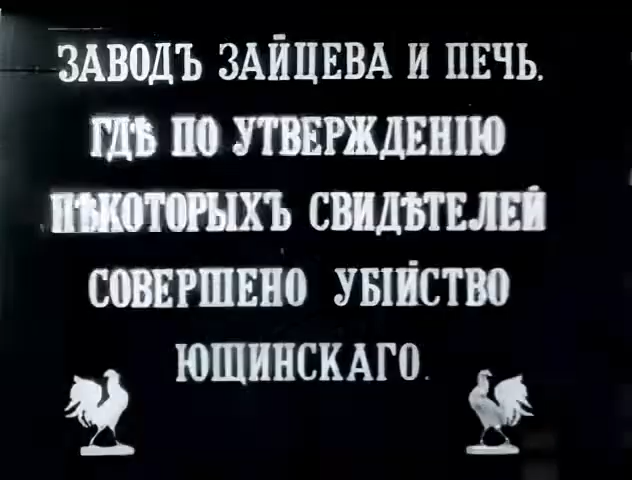 ЗАВОДЪ ЗАЙЦЕВА И ПЕЧЬ,
ГДѢ ПО УТВЕРЖДЕНІЮ
НѢКОТОРЫХЪ СВИДѢТЕЛЕЙ
СОВЕРШЕНО УБІЙСТВО
ЮЩИНСКАГО.